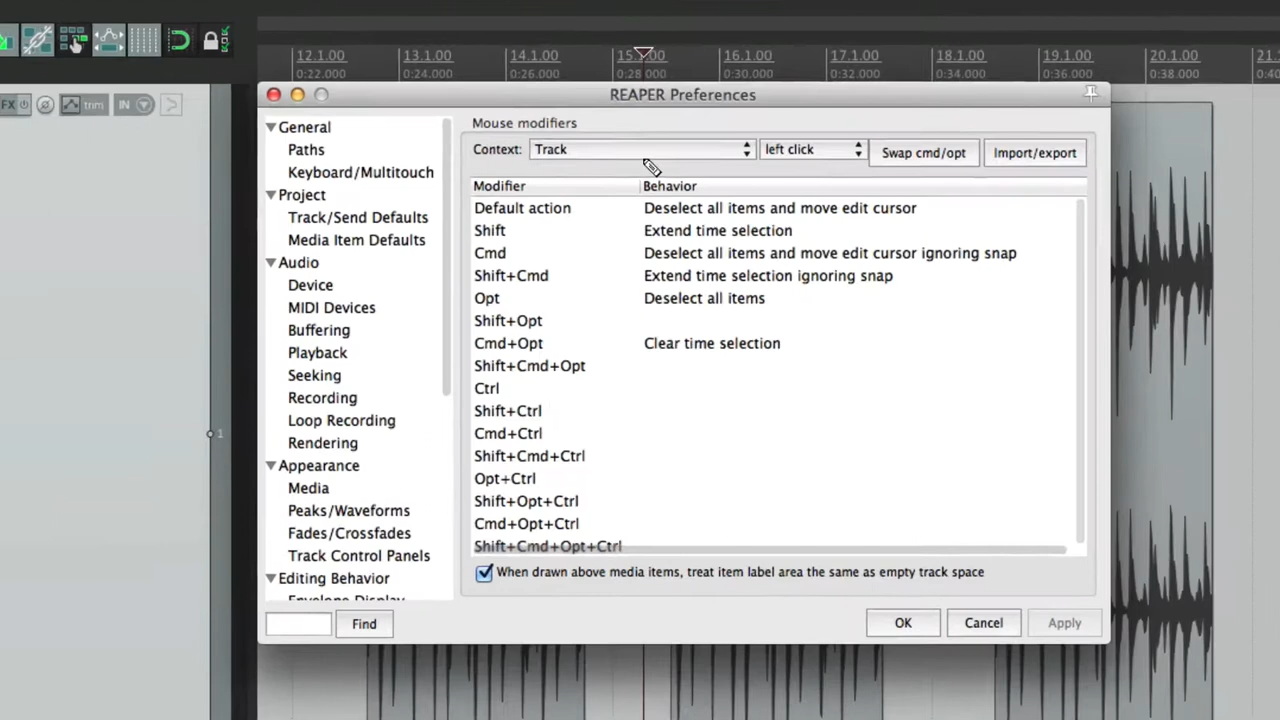 12.1.00 13.1.00 14.1.00 15.1.00 16.1.00 17.1.00 18.1.00 19.1.00 20.1.00
0:22.000 0:24.000 0:26.000 0:28.000 0:30.000 0:32.000 0:34.000 0:36.000 0:38.000
FX trim IN
1
REAPER Preferences
General
Paths
Keyboard/Multitouch
Project
Track/Send Defaults
Media Item Defaults
Audio
Device
MIDI Devices
Buffering
Playback
Seeking
Recording
Loop Recording
Rendering
Appearance
Media
Peaks/Waveforms
Fades/Crossfades
Track Control Panels
Editing Behavior
Envelope Display
Find
Mouse modifiers
Context: Track left click Swap cmd/opt Import/export
Modifier Behavior
Default action Deselect all items and move edit cursor
Shift Extend time selection
Cmd Deselect all items and move edit cursor ignoring snap
Shift+Cmd Extend time selection ignoring snap
Opt Deselect all items
Shift+Opt
Cmd+Opt Clear time selection
Shift+Cmd+Opt
Ctrl
Shift+Ctrl
Cmd+Ctrl
Shift+Cmd+Ctrl
Opt+Ctrl
Shift+Opt+Ctrl
Cmd+Opt+Ctrl
Shift+Cmd+Opt+Ctrl
When drawn above media items, treat item label area the same as empty track space
OK Cancel Apply